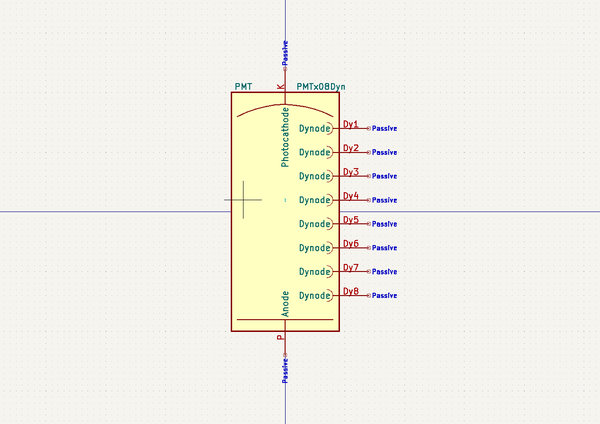 Passive
K
PMT PMTx08Dyn
Photocathode
Dynode Dy1 Passive
Dynode Dy2 Passive
Dynode Dy3 Passive
Dynode Dy4 Passive
Dynode Dy5 Passive
Dynode Dy6 Passive
Dynode Dy7 Passive
Dynode Dy8 Passive
Anode
P
Passive